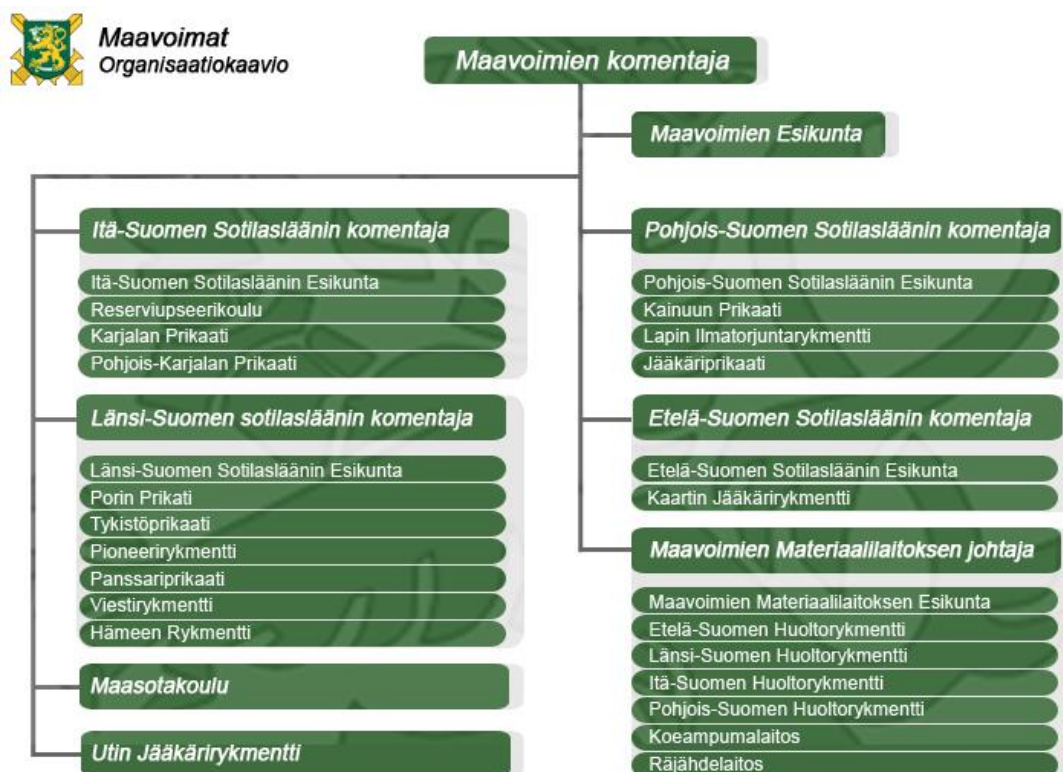 Maavoimat
Organisaatiokaavio
Maavoimien komentaja
Maavoimien Esikunta
Itä-Suomen Sotilasläänin komentaja
Itä-Suomen Sotilasläänin Esikunta
Reserviupseerikoulu
Karjalan Prikaati
Pohjois-Karjalan Prikaati
Länsi-Suomen sotilasläänin komentaja
Länsi-Suomen Sotilasläänin Esikunta
Porin Prikati
Tykistöprikaati
Pioneerirykmentti
Panssariprikaati
Viestirykmentti
Hämeen Rykmentti
Maasotakoulu
Utin Jääkärirykmentti
Pohjois-Suomen Sotilasläänin komentaja
Pohjois-Suomen Sotilasläänin Esikunta
Kainuun Prikaati
Lapin Ilmatorjuntarykmentti
Jääkäriprikaati
Etelä-Suomen Sotilasläänin komentaja
Etelä-Suomen Sotilasläänin Esikunta
Kaartin Jääkärirykmentti
Maavoimien Materiaalilaitoksen johtaja
Maavoimien Materiaalilaitoksen Esikunta
Etelä-Suomen Huoltorykmentti
Länsi-Suomen Huoltorykmentti
Itä-Suomen Huoltorykmentti
Pohjois-Suomen Huoltorykmentti
Koeampumalaitos
Räjähdelaitos